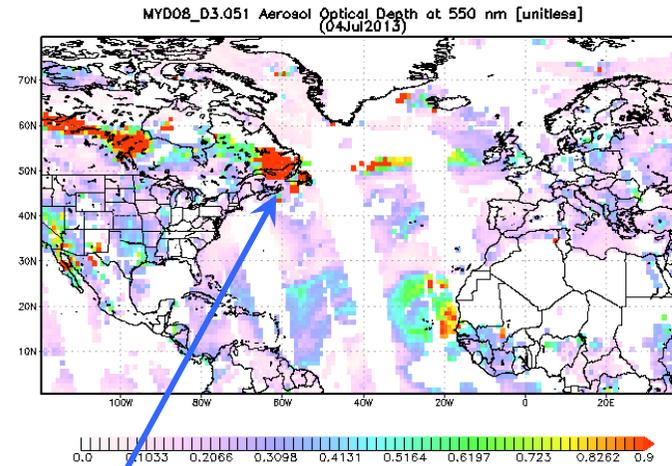 MYD08_D3.051 Aerosol Optical Depth at 550 nm [unitless]
(04Jul2013)
70N
60N
50N
40N
30N
20N
10N
100W 80W 60W 40W 20W 0 20E
0.0 0.1033 0.2066 0.3098 0.4131 0.5164 0.6197 0.723 0.8262 0.9